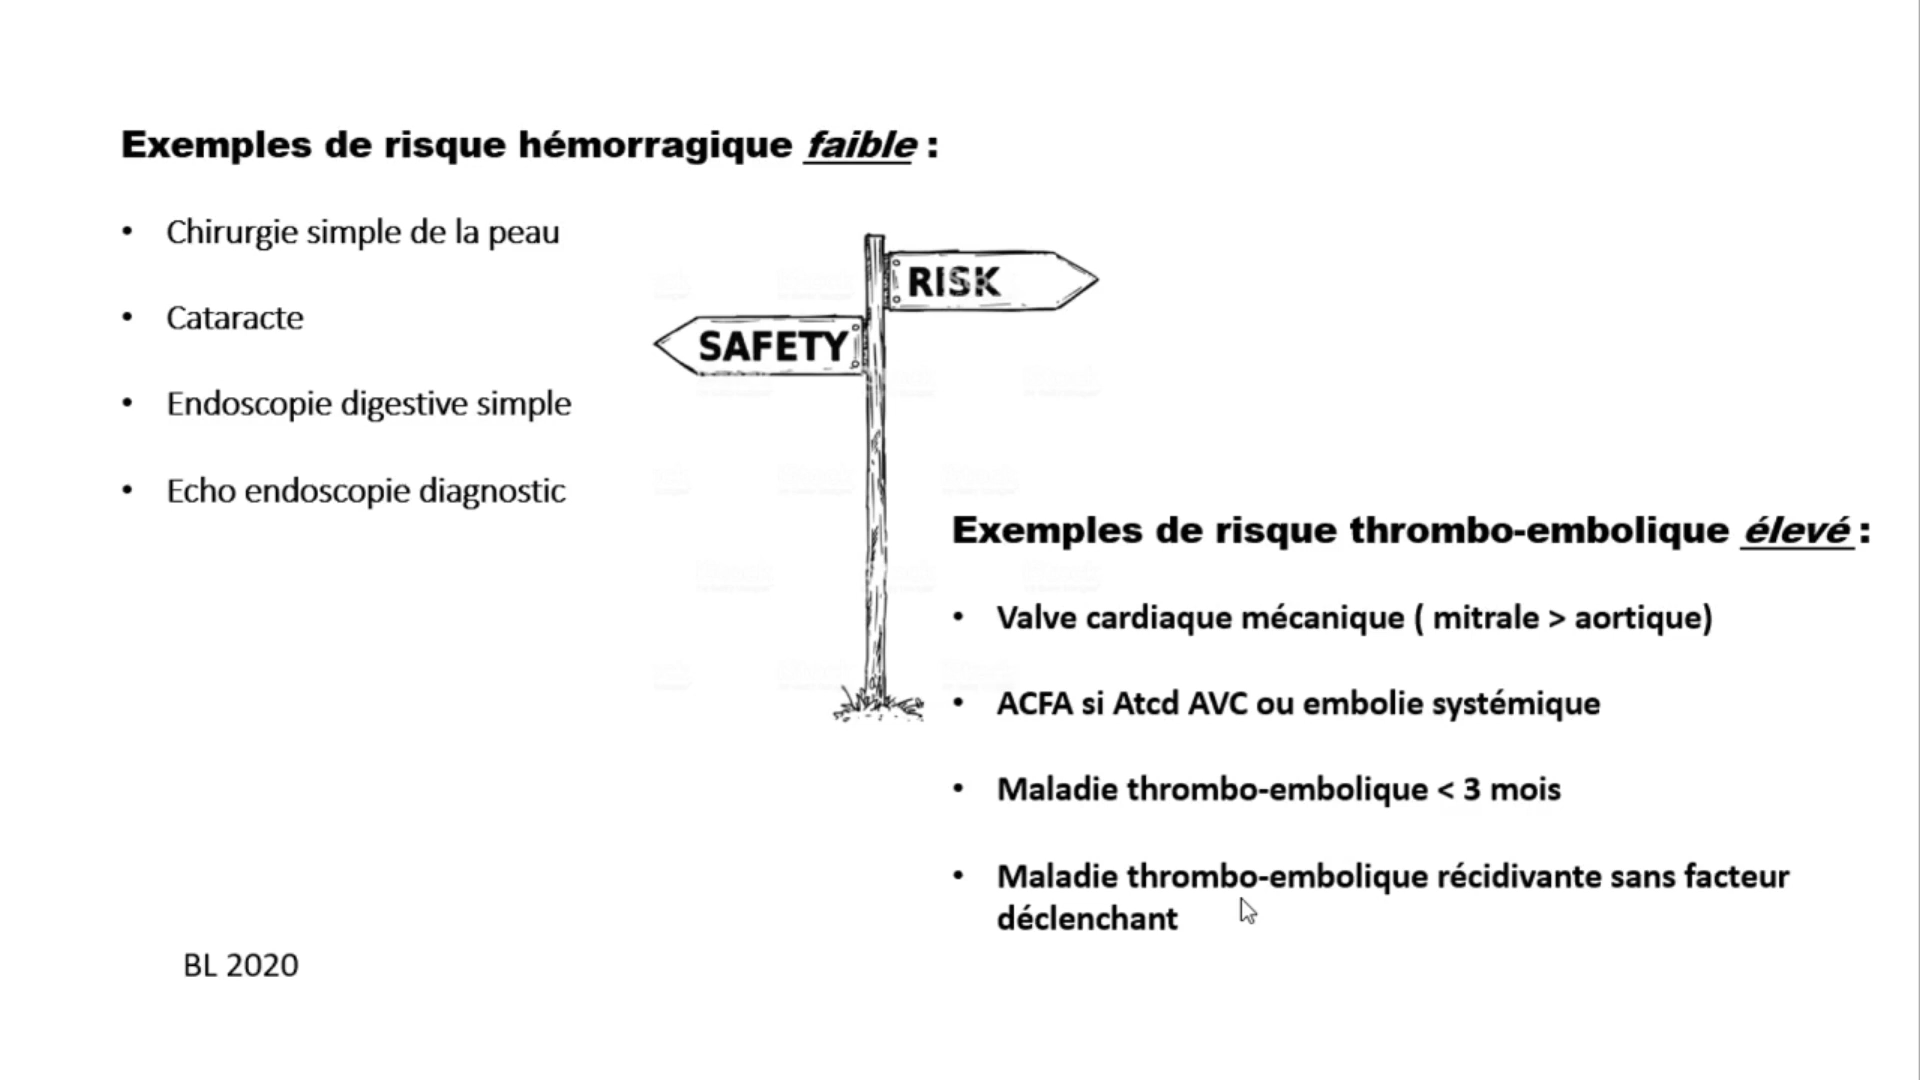 Exemples de risque hémorragique faible :
• Chirurgie simple de la peau
• Cataracte
• Endoscopie digestive simple
• Echo endoscopie diagnostic
RISK
SAFETY
Exemples de risque thrombo-embolique élevé :
• Valve cardiaque mécanique ( mitrale > aortique)
• ACFA si Atcd AVC ou embolie systémique
• Maladie thrombo-embolique < 3 mois
• Maladie thrombo-embolique récidivante sans facteur
déclenchant
BL 2020